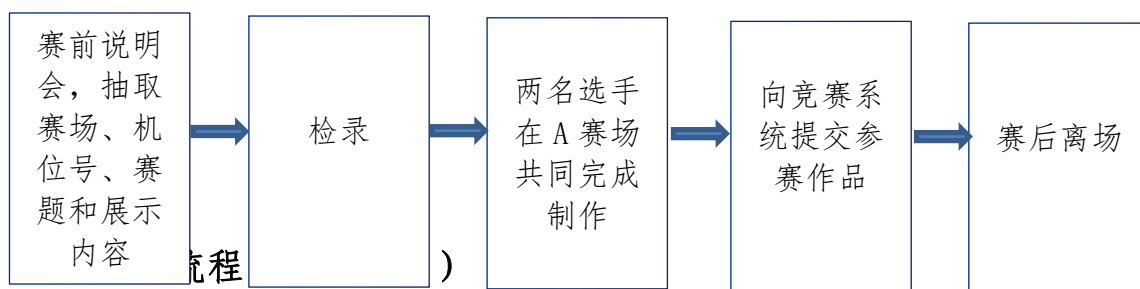 赛前说明
会，抽取
赛场、机
位号、赛
题和展示
内容
检录
两名选手
在 A 赛场
共同完成
制作
向竞赛系
统提交参
赛作品
赛后离场
流程
）